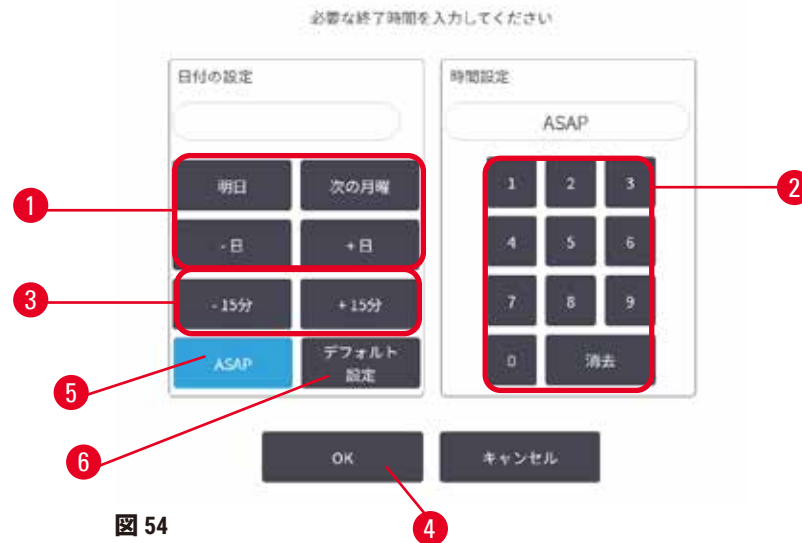 必要な終了時間を入力してください
日付の設定
時間設定
ASAP
明日
次の月曜
1
2
3
2
1
- 日
+ 日
4
5
6
3
- 15分
+ 15分
7
8
9
ASAP
デフォルト
設定
0
消去
5
6
OK
キャンセル
図 54
4